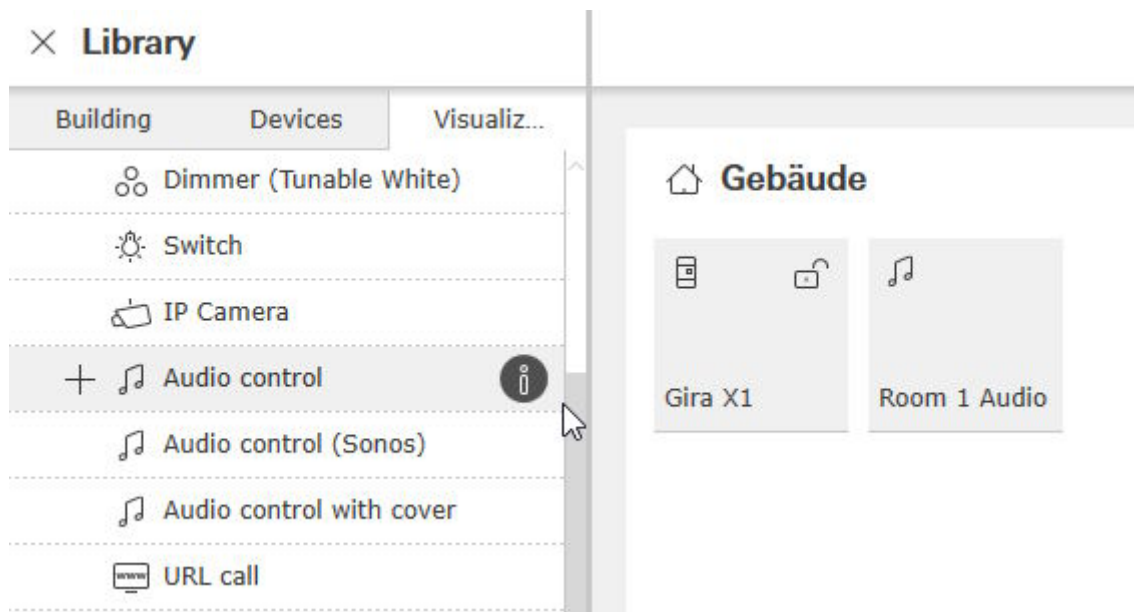 Library
Building Devices Visualiz...
Dimmer (Tunable White)
Switch
IP Camera
Audio control
Audio control (Sonos)
Audio control with cover
www URL call
Gebäude
Gira X1
Room 1 Audio